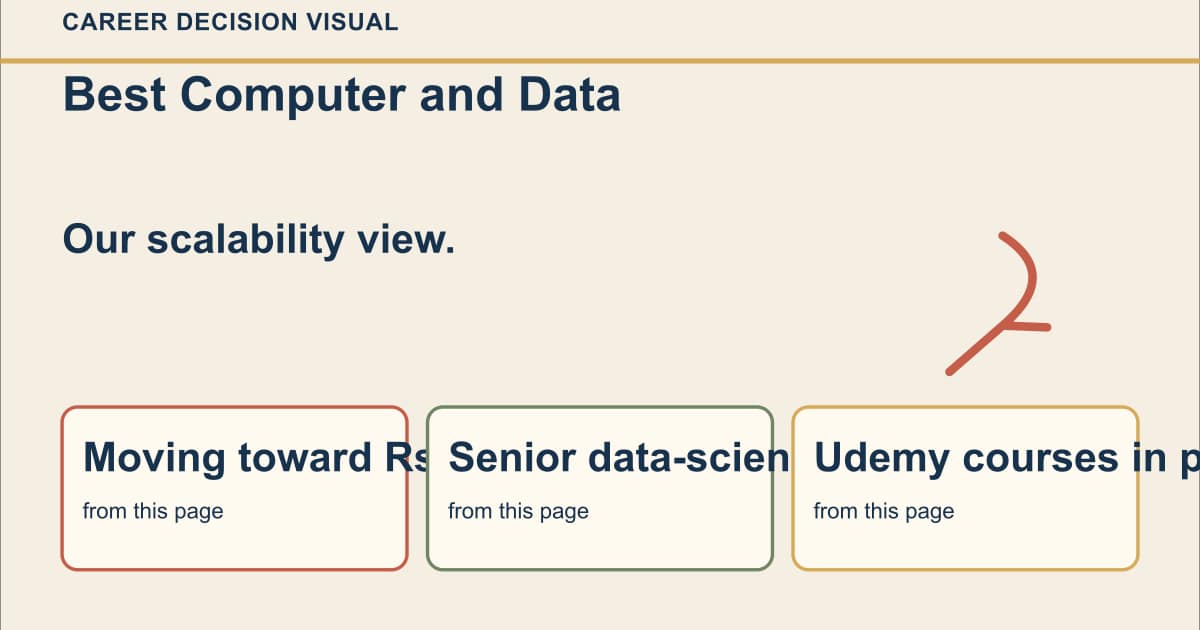 CAREER DECISION VISUAL
Best Computer and Data
Our scalability view.
Moving toward Rs
from this page
Senior data-scien
from this page
Udemy courses in p
from this page